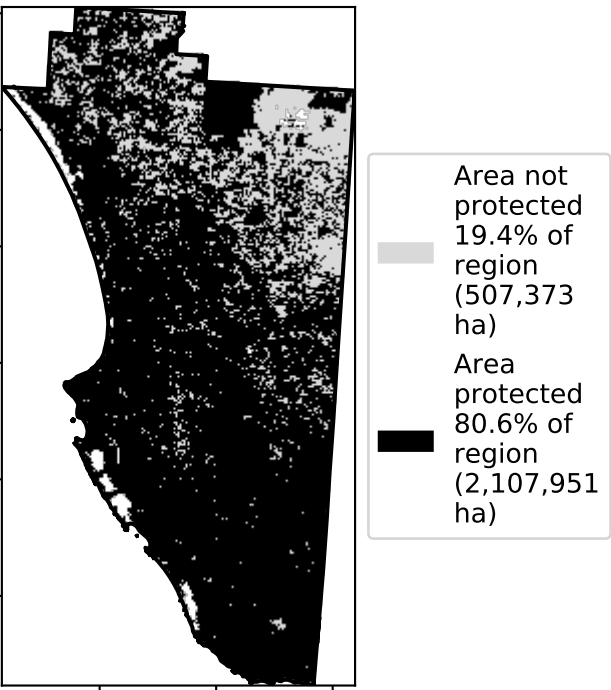 Area not
protected
19.4% of
region
(507,373
ha)
Area
protected
80.6% of
region
(2,107,951
ha)